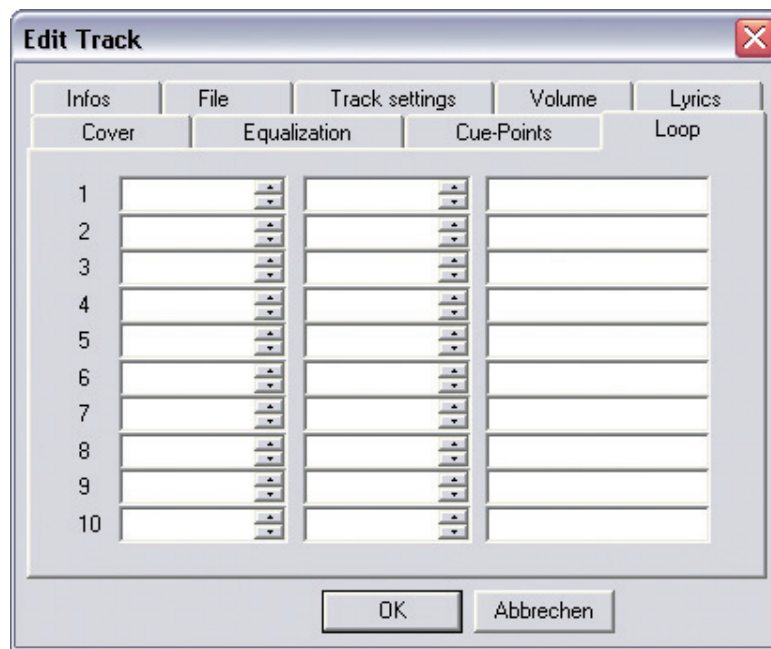 Edit Track
Infos File Track settings Volume Lyrics
Cover Equalization Cue-Points Loop
1
2
3
4
5
6
7
8
9
10
OK Abbrechen